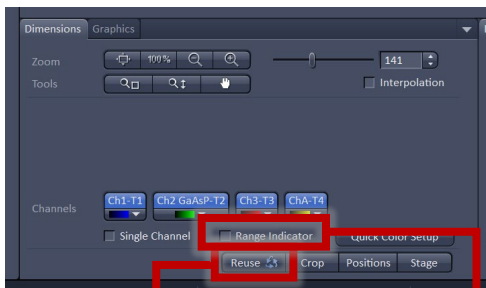 Dimensions Graphics
Zoom 100% 141
Tools Interpolation
Channels Ch1-T1 Ch2 GaAsP-T2 Ch3-T3 ChA-T4
Single Channel Range Indicator Quick Color Setup
Reuse Crop Positions Stage